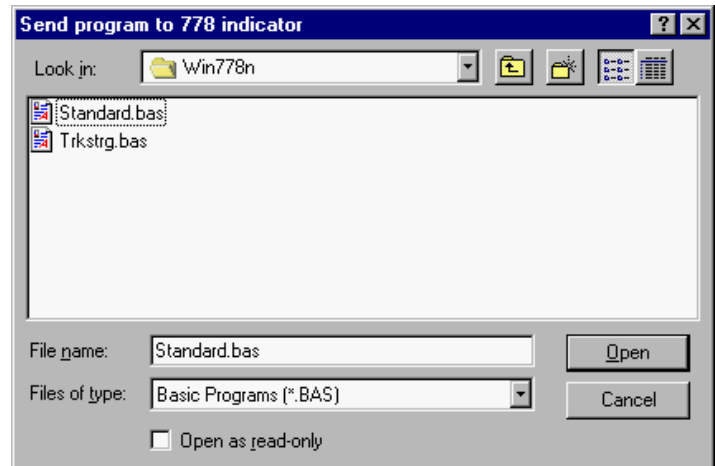 Send program to 778 indicator
Look in: Win778n
Standard.bas
Trkstrg.bas
File name: Standard.bas Open
Files of type: Basic Programs (*.BAS) Cancel
Open as read-only